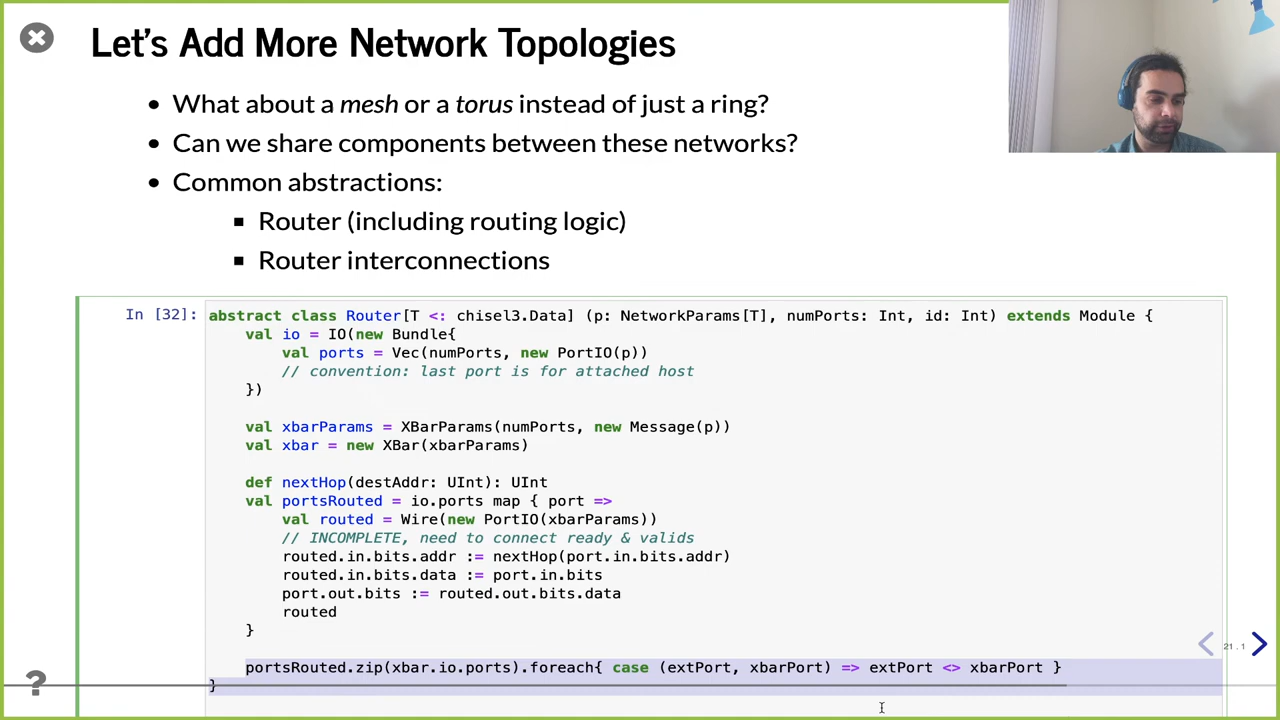 Let's Add More Network Topologies
• What about a mesh or a torus instead of just a ring?
• Can we share components between these networks?
• Common abstractions:
▪ Router (including routing logic)
▪ Router interconnections
In [32]:
abstract class Router[T <: chisel3.Data] (p: NetworkParams[T], numPorts: Int, id: Int) extends Module {
    val io = IO(new Bundle{
        val ports = Vec(numPorts, new PortIO(p))
        // convention: last port is for attached host
    })
    val xbarParams = XBarParams(numPorts, new Message(p))
    val xbar = new XBar(xbarParams)
    def nextHop(destAddr: UInt): UInt
    val portsRouted = io.ports map { port =>
        val routed = Wire(new PortIO(xbarParams))
        // INCOMPLETE, need to connect ready & valids
        routed.in.bits.addr := nextHop(port.in.bits.addr)
        routed.in.bits.data := port.in.bits
        port.out.bits := routed.out.bits.data
        routed
    }
    portsRouted.zip(xbar.io.ports).foreach{ case (extPort, xbarPort) => extPort <> xbarPort }
}
21.1
?